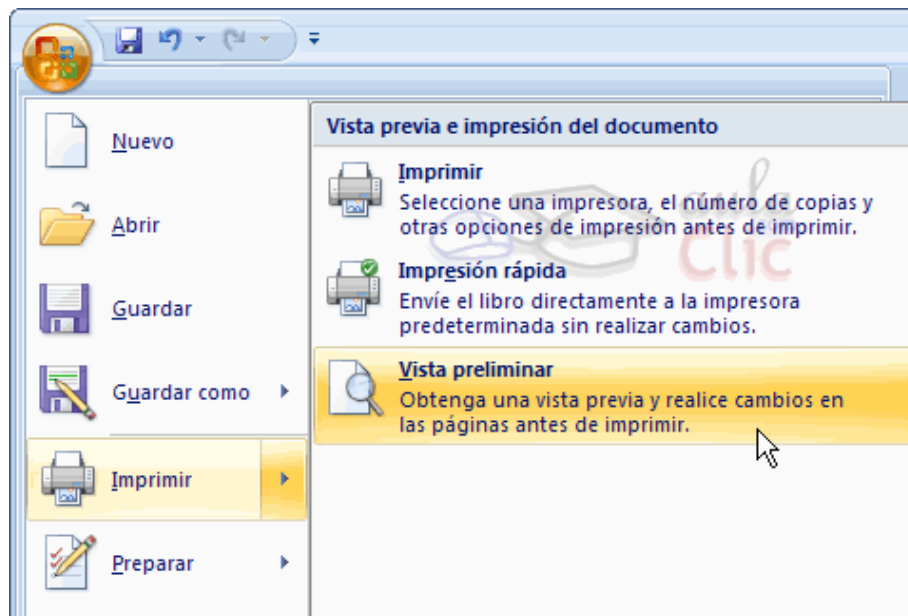 Nuevo
Abrir
Guardar
Guardar como
Imprimir
Preparar
Vista previa e impresión del documento
Imprimir
Seleccione una impresora, el número de copias y
otras opciones de impresión antes de imprimir.
Impresión rápida
Envíe el libro directamente a la impresora
predeterminada sin realizar cambios.
Vista preliminar
Obtenga una vista previa y realice cambios en
las páginas antes de imprimir.
aula
Clic